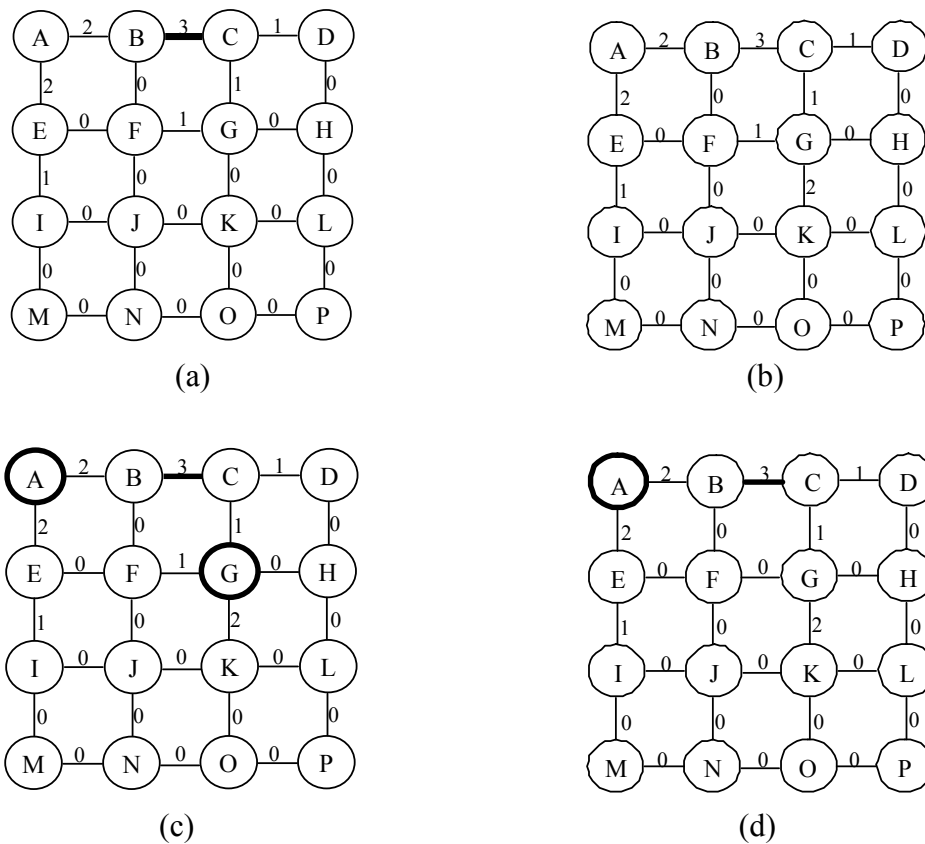 A 2 B 3 C 1 D
2 0 1 0
E 0 F 1 G 0 H
1 0 0 0
I 0 J 0 K 0 L
0 0 0 0
M 0 N 0 O 0 P
(a)
A 2 B 3 C 1 D
2 0 1 0
E 0 F 1 G 0 H
1 0 2 0
I 0 J 0 K 0 L
0 0 0 0
M 0 N 0 O 0 P
(b)
A 2 B 3 C 1 D
2 0 1 0
E 0 F 1 G 0 H
1 0 2 0
I 0 J 0 K 0 L
0 0 0 0
M 0 N 0 O 0 P
(c)
A 2 B 3 C 1 D
2 0 1 0
E 0 F 0 G 0 H
1 0 2 0
I 0 J 0 K 0 L
0 0 0 0
M 0 N 0 O 0 P
(d)